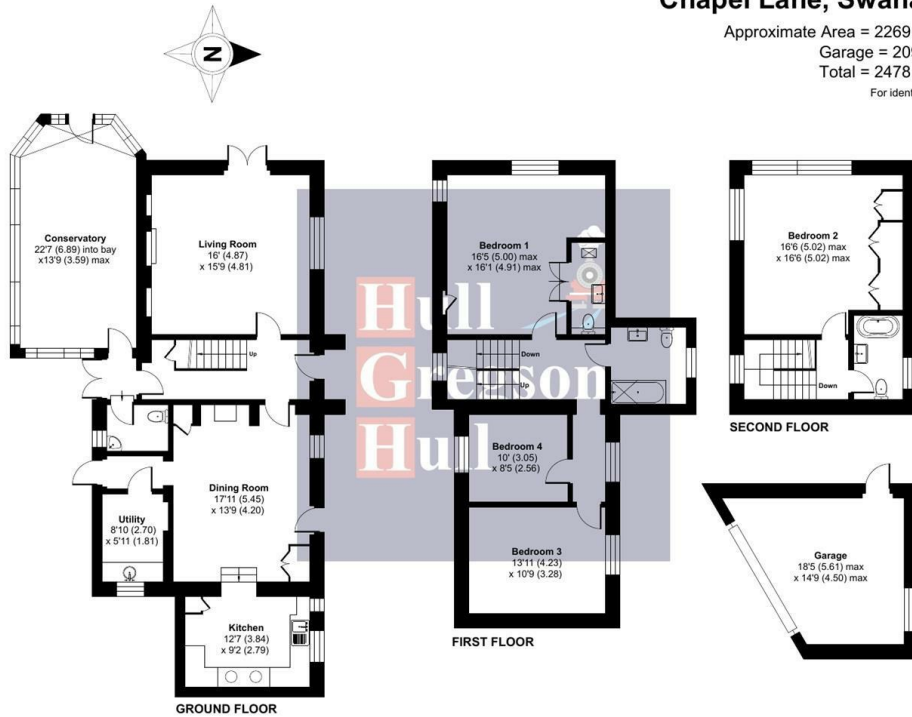 Chapel Lane,
Approximate Area = 2269
Garage =
Total = 2478
N
Conservatory
22'7 (6.89) into bay
x13'9 (3.59) max
Living Room
16' (4.87)
x 15'9 (4.81)
Up
Utility
8'10 (2.70)
x 5'11 (1.81)
Dining Room
17'11 (5.45)
x 13'9 (4.20)
Kitchen
12'7 (3.84)
x 9'2 (2.79)
GROUND FLOOR
Hull
Gregson
Hull
Bedroom 1
16'5 (5.00) max
x 16'1 (4.91) max
Down
Up
Bedroom 4
10' (3.05)
x 8'5 (2.56)
Bedroom 3
13'11 (4.23)
x 10'9 (3.28)
FIRST FLOOR
Bedroom 2
16'6 (5.02) max
x 16'6 (5.02) max
Down
SECOND FLOOR
Garage
18'5 (5.61) max
x 14'9 (4.50) max